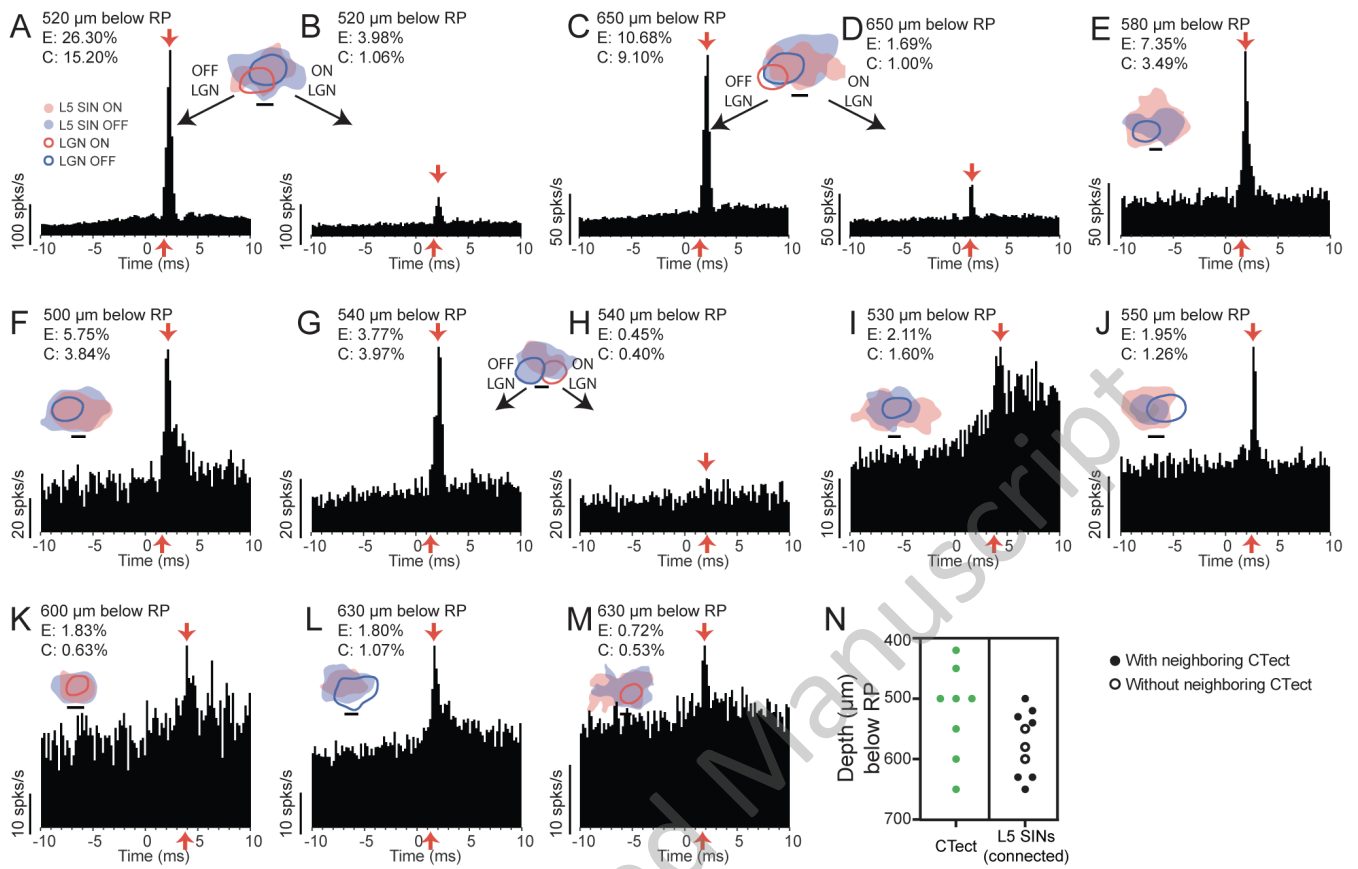 A
520 µm below RP
E: 26.30%
C: 15.20%
OFF
LGN
ON
LGN
L5 SIN ON
L5 SIN OFF
LGN ON
LGN OFF
100 spks/s
-10 -5 0 5 10
Time (ms)
B
520 µm below RP
E: 3.98%
C: 1.06%
100 spks/s
-10 -5 0 5 10
Time (ms)
C
650 µm below RP
E: 10.68%
C: 9.10%
OFF
LGN
ON
LGN
50 spks/s
-10 -5 0 5 10
Time (ms)
D
650 µm below RP
E: 1.69%
C: 1.00%
50 spks/s
-10 -5 0 5 10
Time (ms)
E
580 µm below RP
E: 7.35%
C: 3.49%
50 spks/s
-10 -5 0 5 10
Time (ms)
F
500 µm below RP
E: 5.75%
C: 3.84%
20 spks/s
-10 -5 0 5 10
Time (ms)
G
540 µm below RP
E: 3.77%
C: 3.97%
OFF
LGN
ON
LGN
20 spks/s
-10 -5 0 5 10
Time (ms)
H
540 µm below RP
E: 0.45%
C: 0.40%
20 spks/s
-10 -5 0 5 10
Time (ms)
I
530 µm below RP
E: 2.11%
C: 1.60%
10 spks/s
-10 -5 0 5 10
Time (ms)
J
550 µm below RP
E: 1.95%
C: 1.26%
20 spks/s
-10 -5 0 5 10
Time (ms)
K
600 µm below RP
E: 1.83%
C: 0.63%
10 spks/s
-10 -5 0 5 10
Time (ms)
L
630 µm below RP
E: 1.80%
C: 1.07%
10 spks/s
-10 -5 0 5 10
Time (ms)
M
630 µm below RP
E: 0.72%
C: 0.53%
10 spks/s
-10 -5 0 5 10
Time (ms)
N
400
500
600
700
Depth (µm)
below RP
CTect
L5 SINs
(connected)
With neighboring CTect
Without neighboring CTect
ed Manuscript